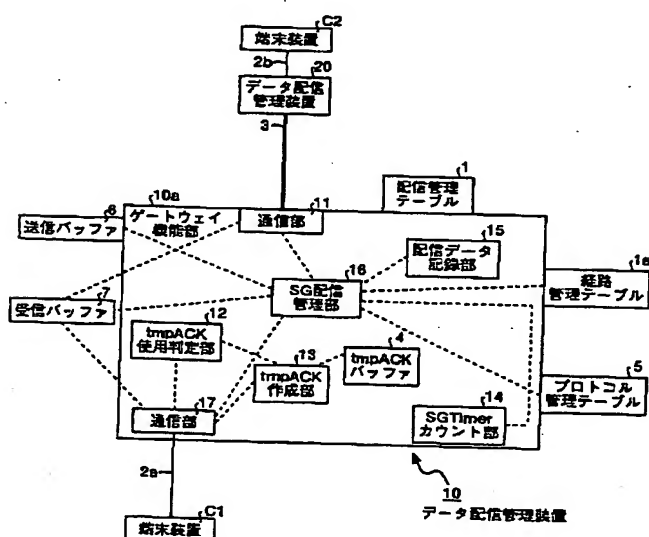 C2
端末装置
2b
20
データ配信
管理装置
3
1
配信管理
テーブル
6
送信バッファ
10a
ゲートウェイ
機能部
11
通信部
15
配信データ
記録部
16
SG配信
管理部
1a
経路
管理テーブル
7
受信バッファ
12
tmpACK
使用判定部
13
tmpACK
作成部
4
tmpACK
バッファ
5
プロトコル
管理テーブル
17
通信部
14
SGTimer
カウント部
2a
10
データ配信管理装置
C1
端末装置